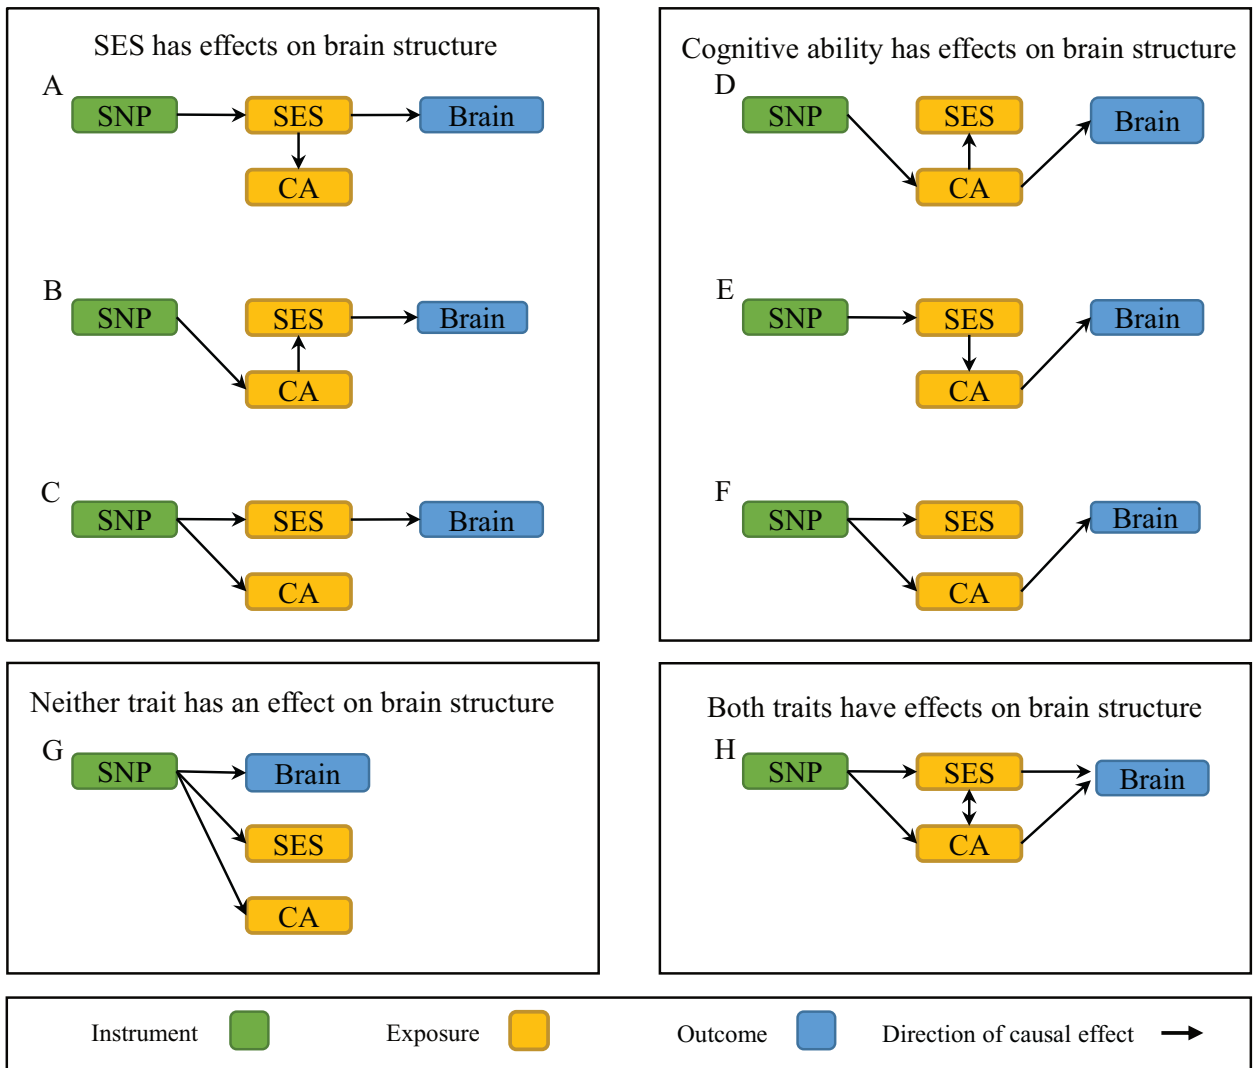 SES has effects on brain structure
A
SNP
SES
Brain
CA
B
SNP
SES
Brain
CA
C
SNP
SES
Brain
CA
Cognitive ability has effects on brain structure
D
SNP
SES
Brain
CA
E
SNP
SES
Brain
CA
F
SNP
SES
Brain
CA
Neither trait has an effect on brain structure
G
SNP
Brain
SES
CA
Both traits have effects on brain structure
H
SNP
SES
Brain
CA
Instrument
Exposure
Outcome
Direction of causal effect